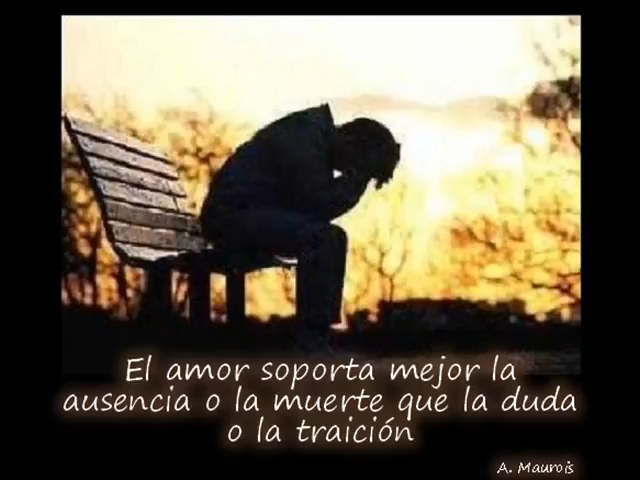 El amor soporta mejor la
ausencia o la muerte que la duda
o la traición
A. Maurois